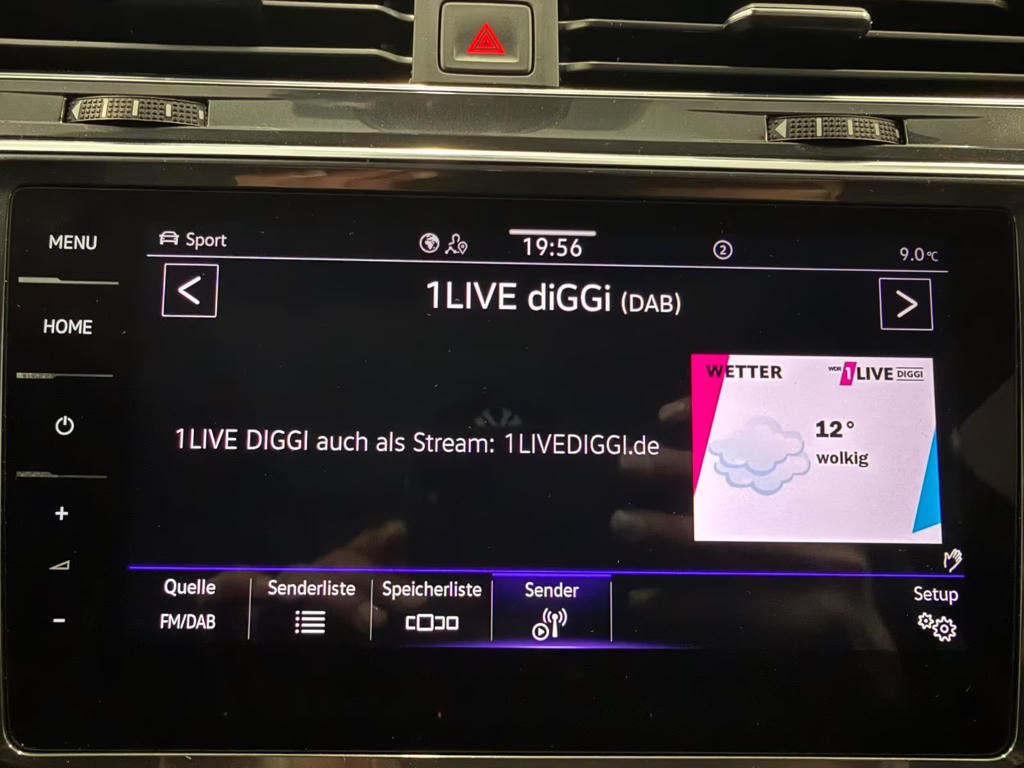 MENU
HOME
Sport
19:56
2
9.0°C
<
1LIVE diGGi (DAB)
>
1LIVE DIGGI auch als Stream: 1LIVEDIGGI.de
WETTER
WDR 1LIVE DIGGI
12°
wolkig
+
-
Quelle
FM/DAB
Senderliste
Speicherliste
Sender
Setup